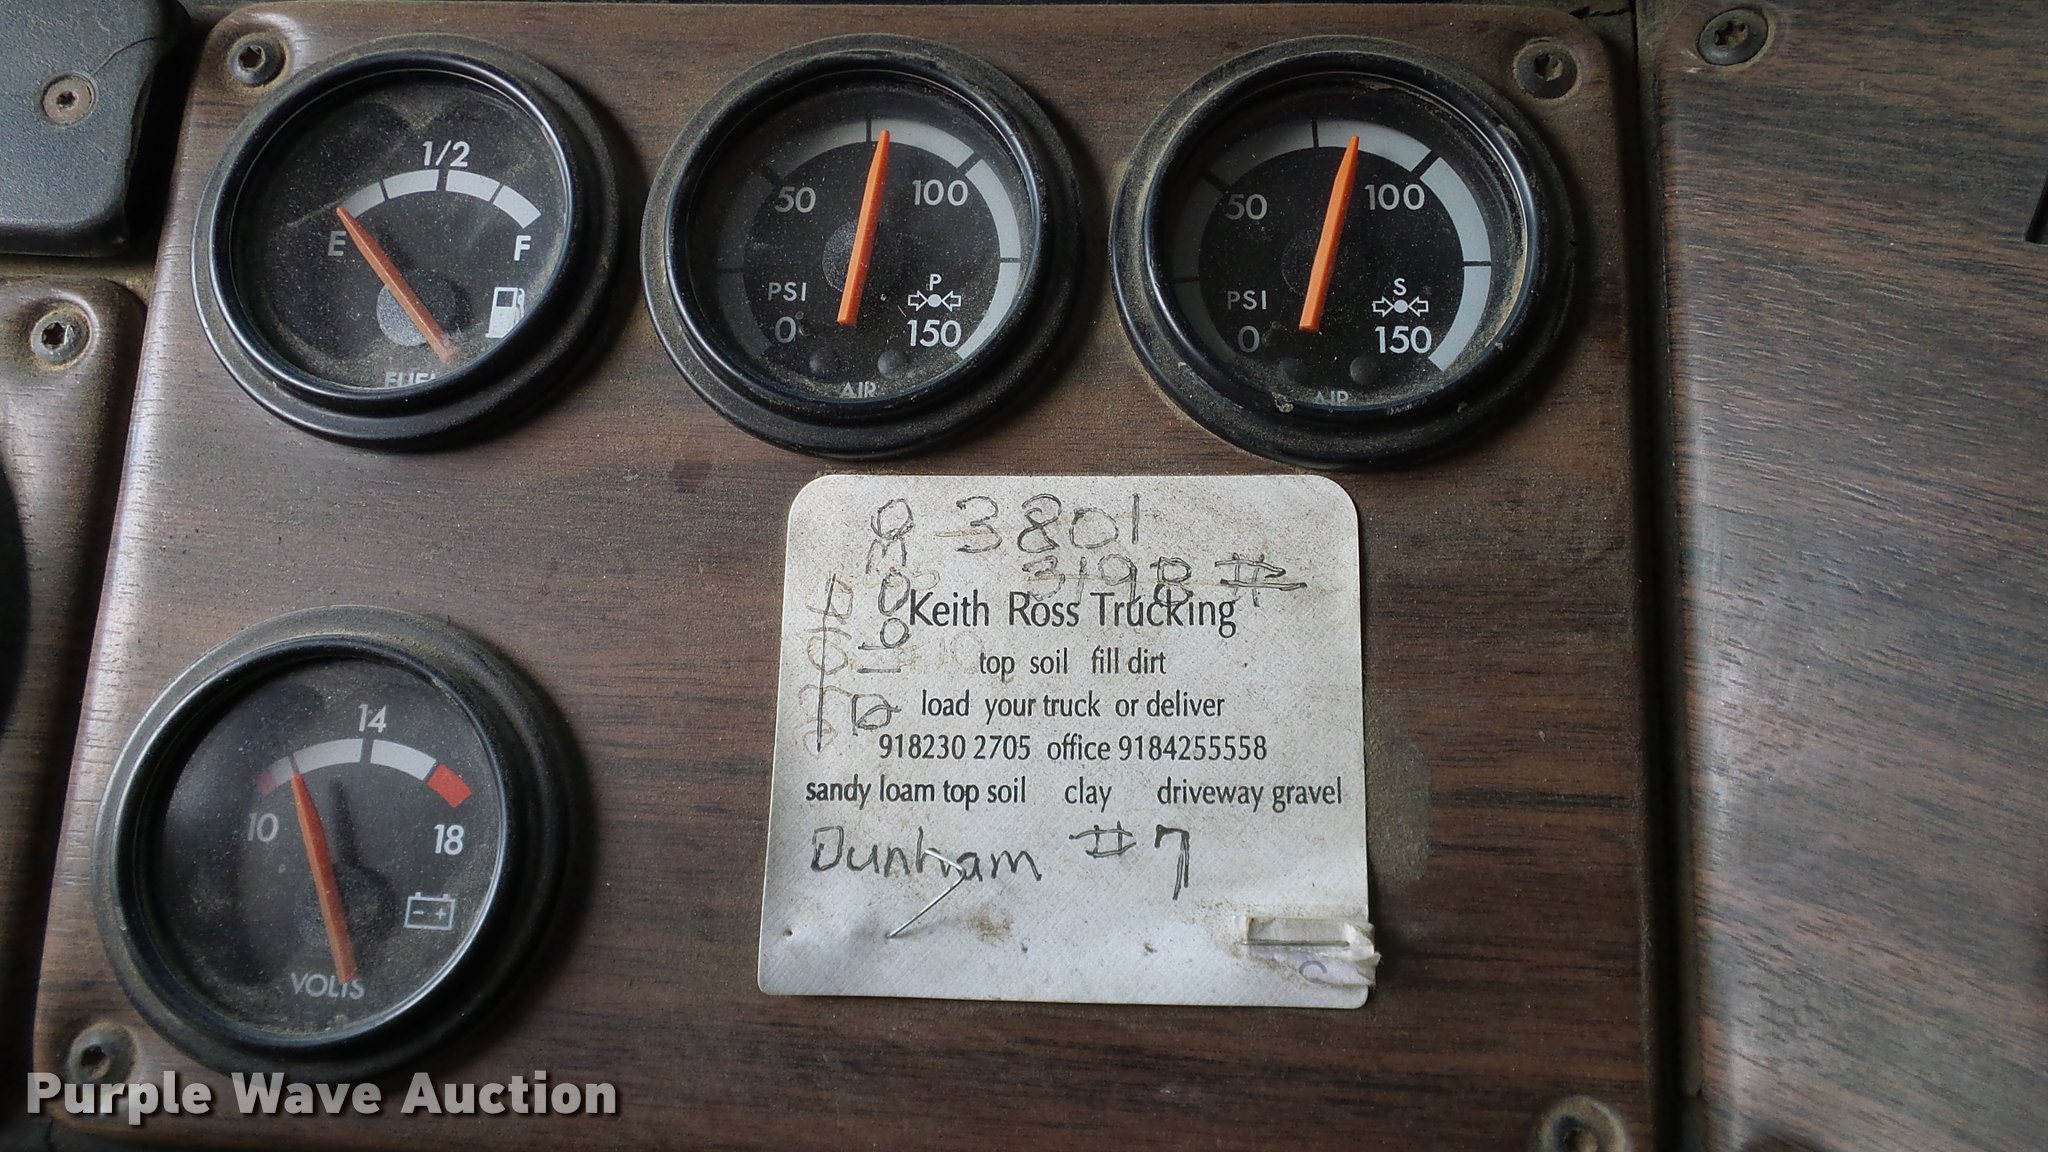 1/2
E F
FUEL
50 100
PSI P
0 150
AIR
50 100
PSI S
0 150
AIR
3801
Keith Ross Trucking
top soil fill dirt
load your truck or deliver
918230 2705 office 9184255558
sandy loam top soil clay driveway gravel
Dunham #7
14
10 18
VOLTS
Purple Wave Auction